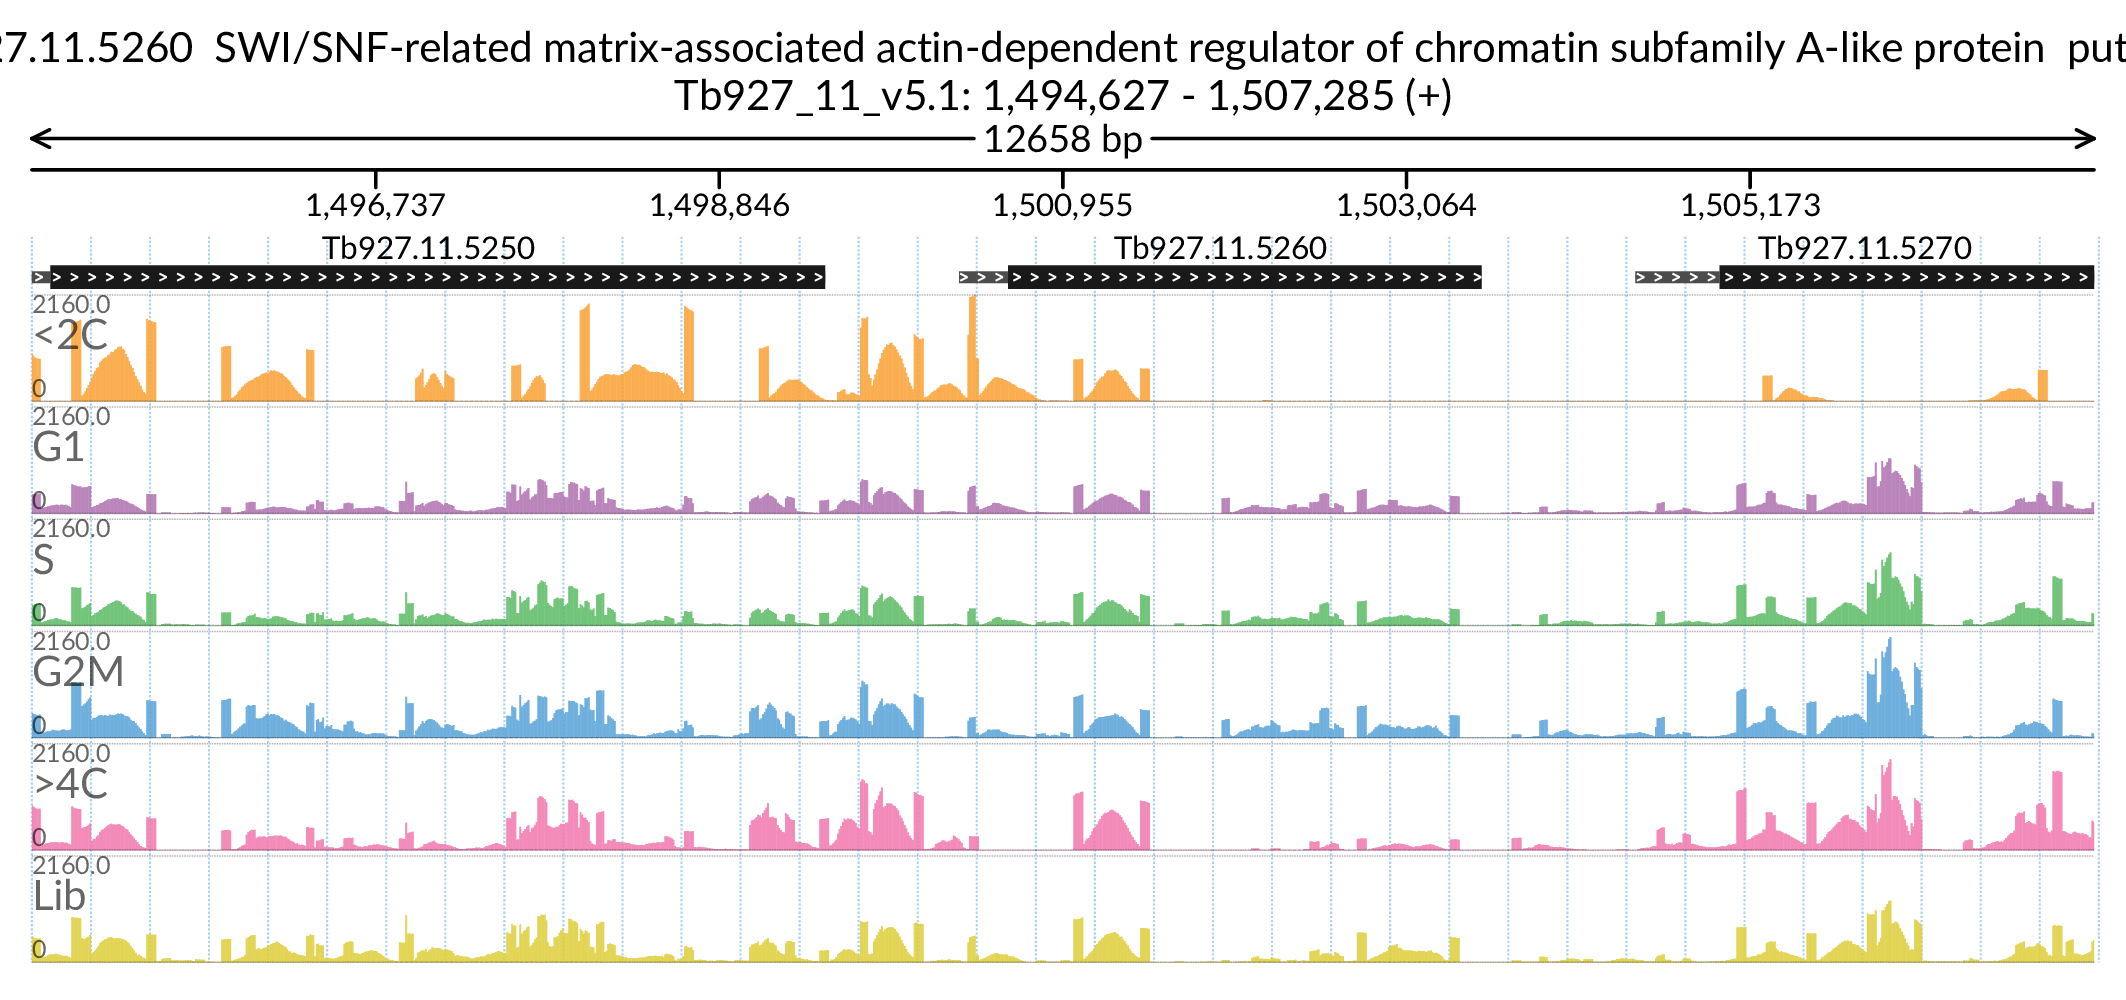 27.11.5260 SWI/SNF-related matrix-associated actin-dependent regulator of chromatin subfamily A-like protein put
Tb927_11_v5.1: 1,494,627 - 1,507,285 (+)
12658 bp
1,496,737 1,498,846 1,500,955 1,503,064 1,505,173
Tb927.11.5250 Tb927.11.5260 Tb927.11.5270
2160.0
<2C
0
2160.0
G1
0
2160.0
S
0
2160.0
G2M
0
2160.0
>4C
0
2160.0
Lib
0